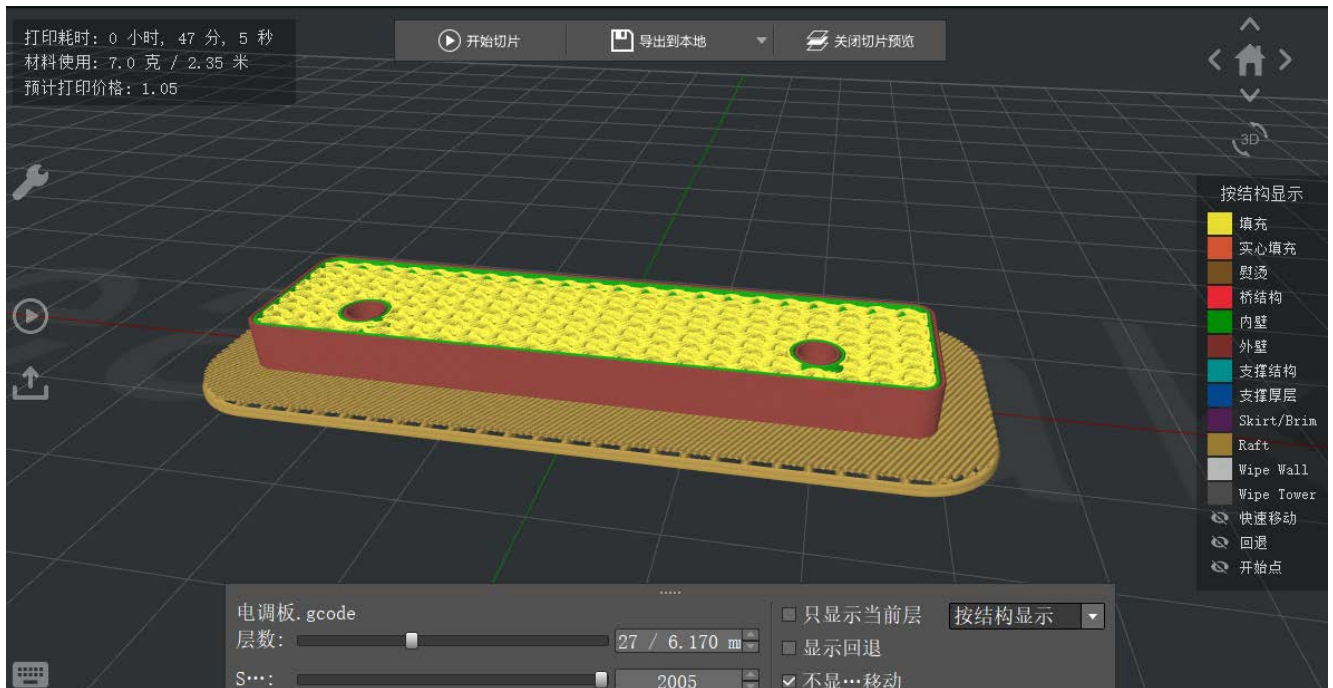 打印耗时: 0 小时, 47 分, 5 秒
材料使用: 7.0 克 / 2.35 米
预计打印价格: 1.05
开始切片
导出到本地
关闭切片预览
3D
按结构显示
填充
实心填充
熨烫
桥结构
内壁
外壁
支撑结构
支撑厚层
Skirt/Brim
Raft
Wipe Wall
Wipe Tower
快速移动
回退
开始点
电调板.gcode
层数:
27 / 6.170 m
S…:
2005
只显示当前层
按结构显示
显示回退
不显…移动